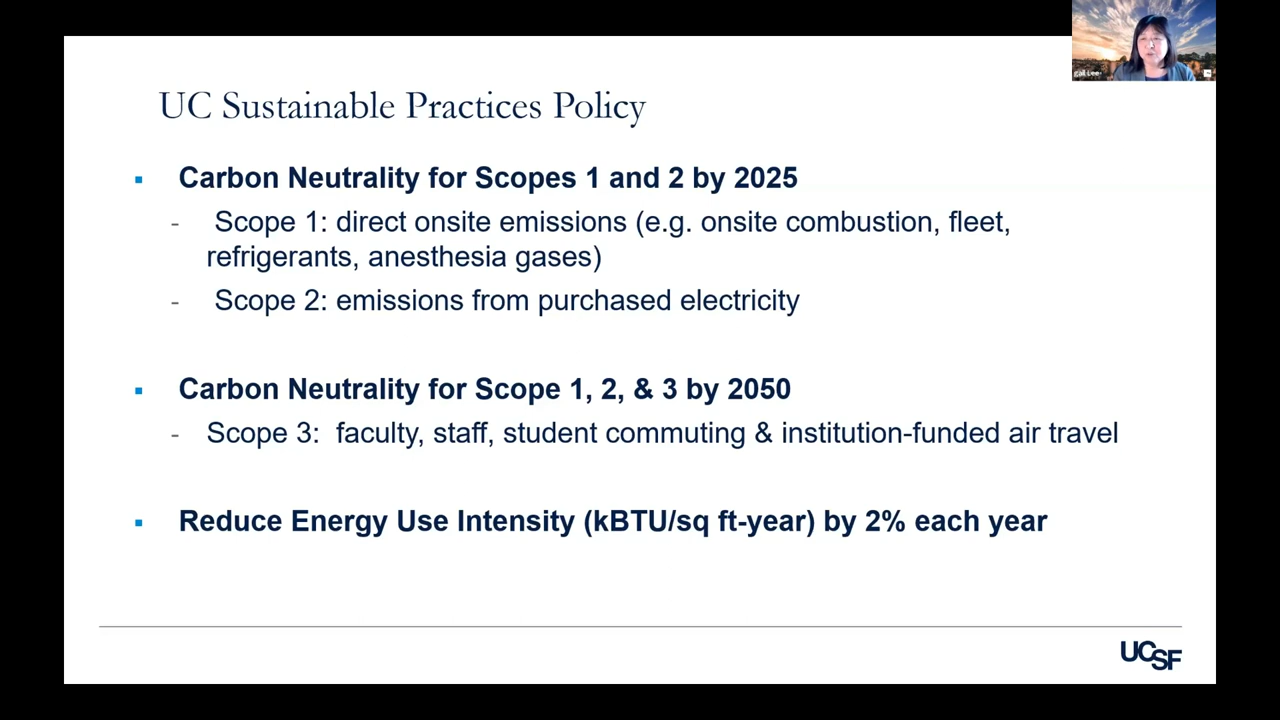 Gail Lee
UC Sustainable Practices Policy
▪ Carbon Neutrality for Scopes 1 and 2 by 2025
- Scope 1: direct onsite emissions (e.g. onsite combustion, fleet,
refrigerants, anesthesia gases)
- Scope 2: emissions from purchased electricity
▪ Carbon Neutrality for Scope 1, 2, & 3 by 2050
- Scope 3: faculty, staff, student commuting & institution-funded air travel
▪ Reduce Energy Use Intensity (kBTU/sq ft-year) by 2% each year
UCSF